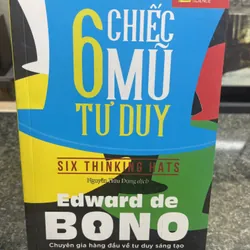 6 CHIẾC
MŨ
TƯ DUY
SIX THINKING HATS
Edward de
BONO
Chuyên gia hàng đầu về tư duy sáng tạo